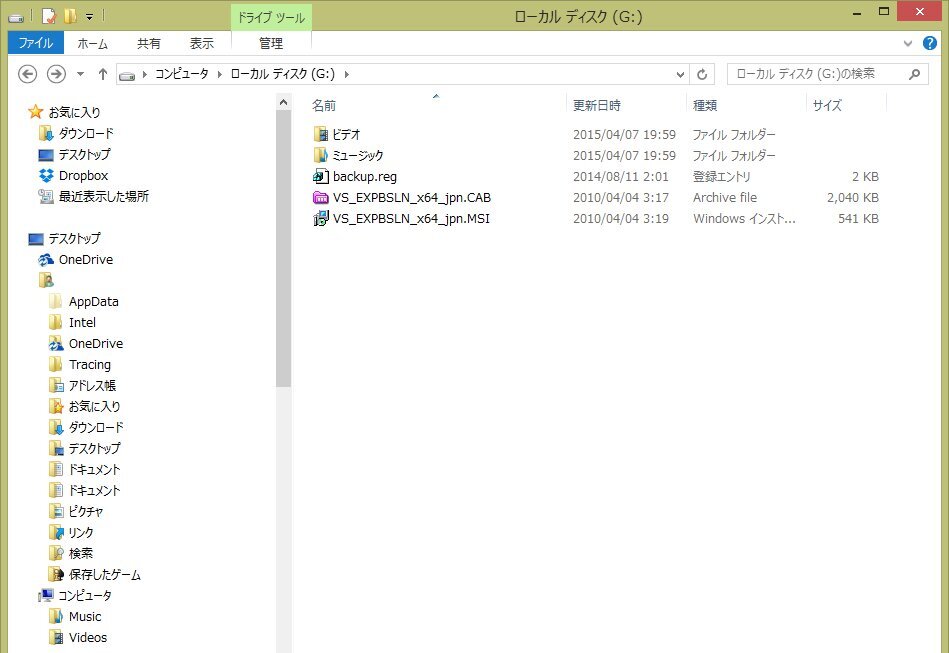 ドライブ ツール
ローカル ディスク (G:)
ファイル ホーム 共有 表示 管理
コンピュータ ローカル ディスク (G:) ローカル ディスク (G:)の検索
名前 更新日時 種類 サイズ
ビデオ 2015/04/07 19:59 ファイル フォルダー
ミュージック 2015/04/07 19:59 ファイル フォルダー
backup.reg 2014/08/11 2:01 登録エントリ 2 KB
VS_EXPBSLN_x64_jpn.CAB 2010/04/04 3:17 Archive file 2,040 KB
VS_EXPBSLN_x64_jpn.MSI 2010/04/04 3:19 Windows インスト... 541 KB
お気に入り
ダウンロード
デスクトップ
Dropbox
最近表示した場所
デスクトップ
OneDrive
AppData
Intel
OneDrive
Tracing
アドレス帳
お気に入り
ダウンロード
デスクトップ
ドキュメント
ドキュメント
ピクチャ
リンク
検索
保存したゲーム
コンピュータ
Music
Videos